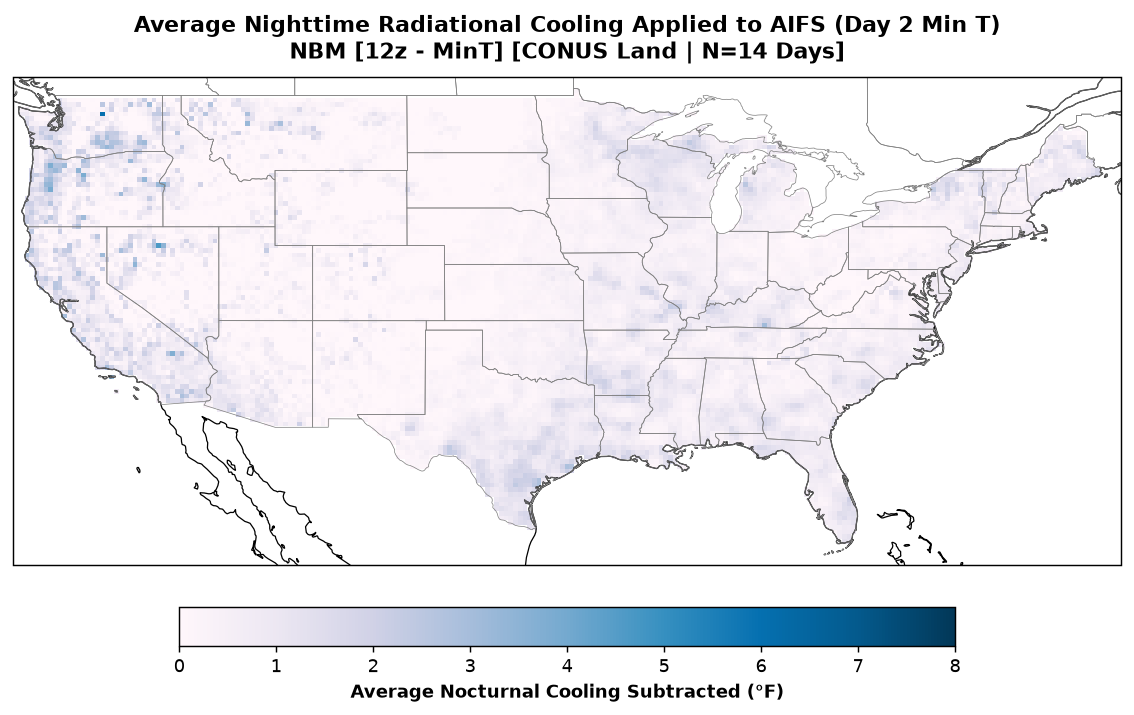 Average Nighttime Radiational Cooling Applied to AIFS (Day 2 Min T)
NBM [12z - MinT] [CONUS Land | N=14 Days]
0 1 2 3 4 5 6 7 8
Average Nocturnal Cooling Subtracted (°F)